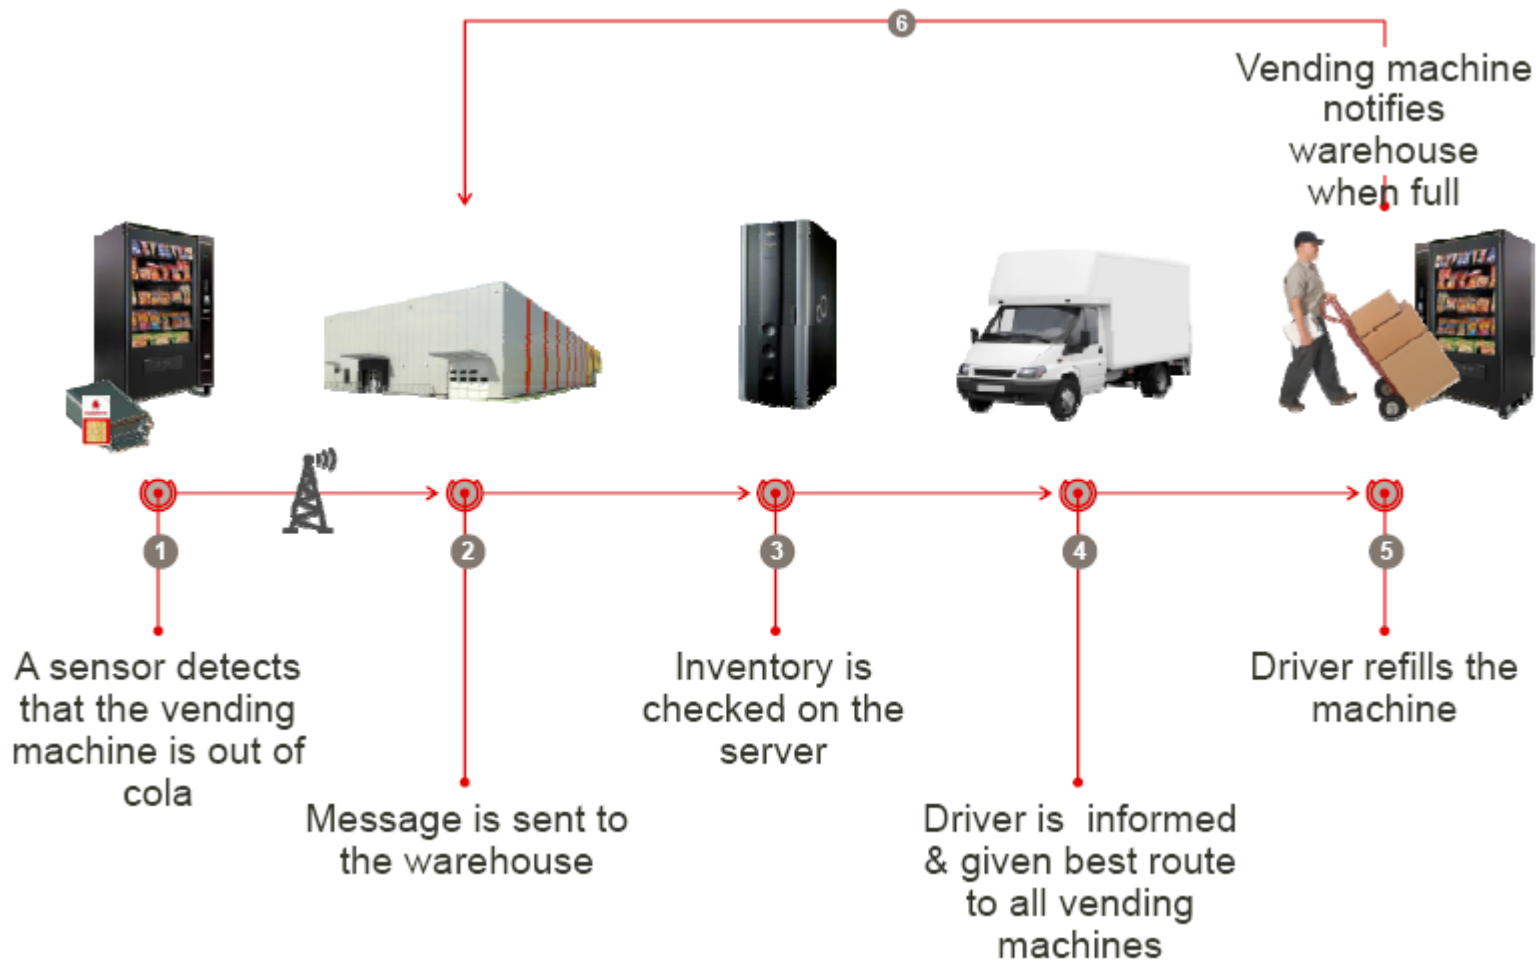 6
Vending machine
notifies
warehouse
when full
1
2
3
4
5
A sensor detects
that the vending
machine is out of
cola
Message is sent to
the warehouse
Inventory is
checked on the
server
Driver is  informed
& given best route
to all vending
machines
Driver refills the
machine